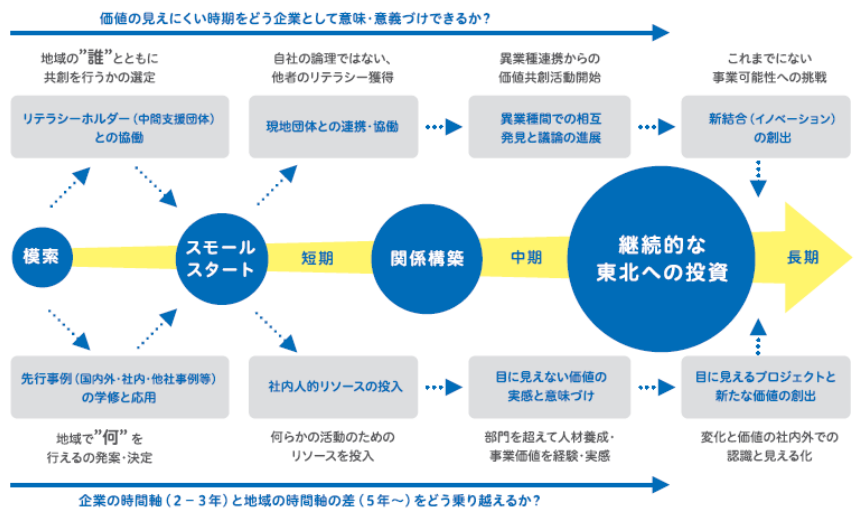 価値の見えにくい時期をどう企業として意味・意義づけできるか?
地域の”誰”とともに
共創を行うかの選定
自社の論理ではない、
他者のリテラシー獲得
異業種連携からの
価値共創活動開始
これまでにない
事業可能性への挑戦
リテラシーホルダー(中間支援団体)
との協働
現地団体との連携・協働
異業種間での相互
発見と議論の進展
新結合(イノベーション)
の創出
模索
スモール
スタート
短期
関係構築
中期
継続的な
東北への投資
長期
先行事例(国内外・社内・他社事例等)
の学修と応用
社内人的リソースの投入
目に見えない価値の
実感と意味づけ
目に見えるプロジェクトと
新たな価値の創出
地域で”何” を
行えるの発案・決定
何らかの活動のための
リソースを投入
部門を超えて人材養成・
事業価値を経験・実感
変化と価値の社内外での
認識と見える化
企業の時間軸(2−3年)と地域の時間軸の差(5年〜)をどう乗り越えるか?